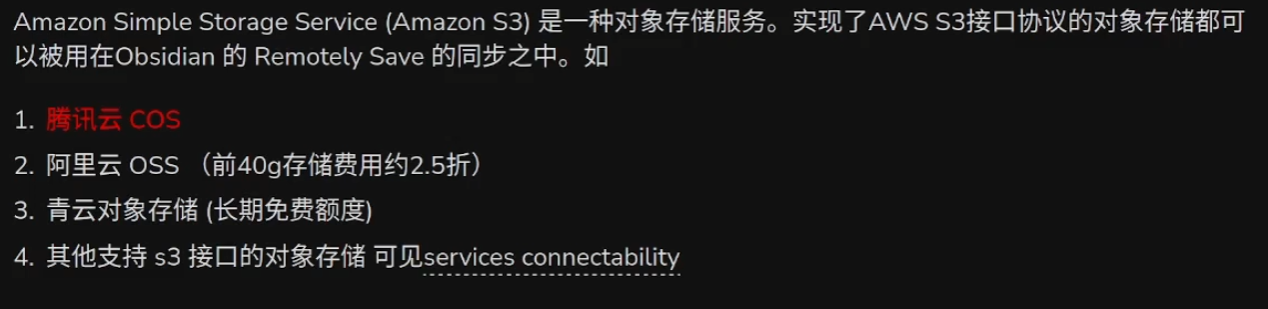 Amazon Simple Storage Service (Amazon S3) 是一种对象存储服务。实现了AWS S3接口协议的对象存储都可
以被用在Obsidian 的 Remotely Save 的同步之中。如
1. 腾讯云 COS
2. 阿里云 OSS （前40g存储费用约2.5折）
3. 青云对象存储 (长期免费额度)
4. 其他支持 s3 接口的对象存储 可见services connectability